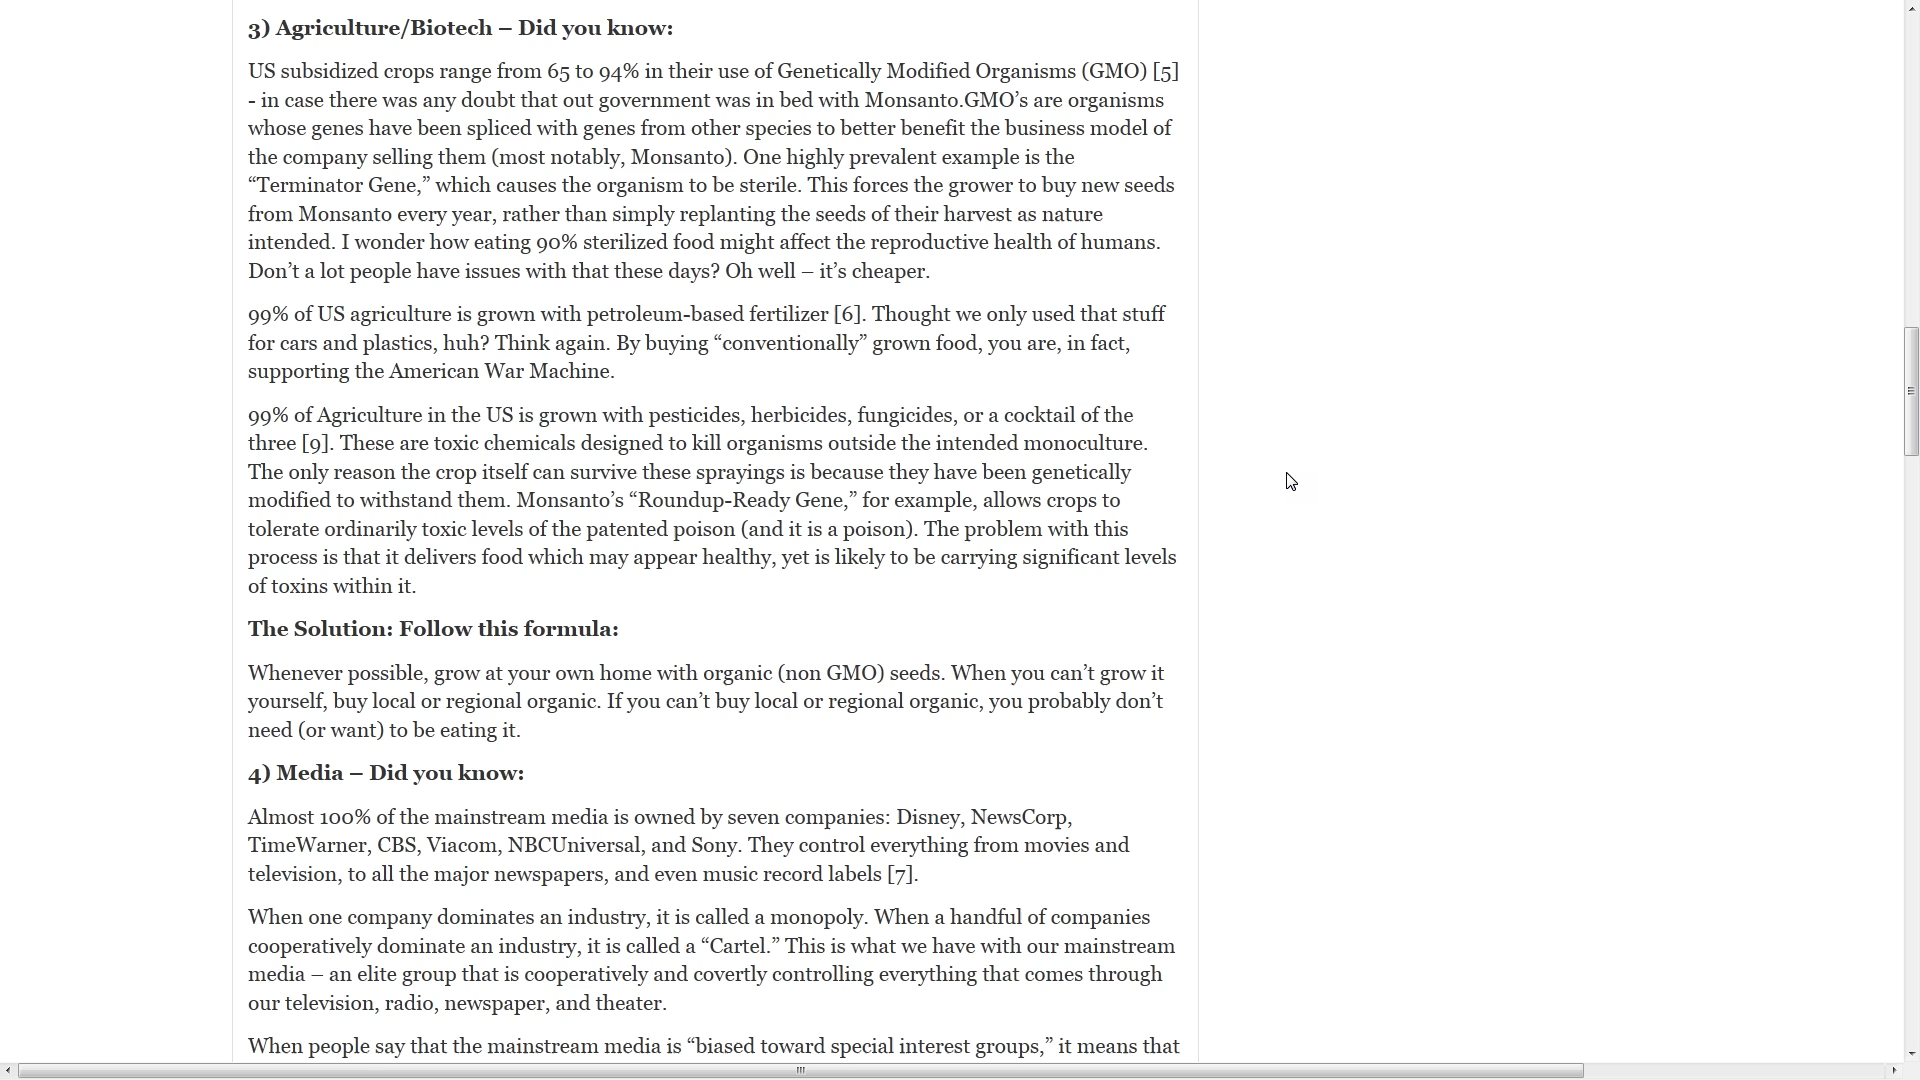 3) Agriculture/Biotech – Did you know:
US subsidized crops range from 65 to 94% in their use of Genetically Modified Organisms (GMO) [5]
- in case there was any doubt that out government was in bed with Monsanto.GMO’s are organisms
whose genes have been spliced with genes from other species to better benefit the business model of
the company selling them (most notably, Monsanto). One highly prevalent example is the
“Terminator Gene,” which causes the organism to be sterile. This forces the grower to buy new seeds
from Monsanto every year, rather than simply replanting the seeds of their harvest as nature
intended. I wonder how eating 90% sterilized food might affect the reproductive health of humans.
Don’t a lot people have issues with that these days? Oh well – it’s cheaper.
99% of US agriculture is grown with petroleum-based fertilizer [6]. Thought we only used that stuff
for cars and plastics, huh? Think again. By buying “conventionally” grown food, you are, in fact,
supporting the American War Machine.
99% of Agriculture in the US is grown with pesticides, herbicides, fungicides, or a cocktail of the
three [9]. These are toxic chemicals designed to kill organisms outside the intended monoculture.
The only reason the crop itself can survive these sprayings is because they have been genetically
modified to withstand them. Monsanto’s “Roundup-Ready Gene,” for example, allows crops to
tolerate ordinarily toxic levels of the patented poison (and it is a poison). The problem with this
process is that it delivers food which may appear healthy, yet is likely to be carrying significant levels
of toxins within it.
The Solution: Follow this formula:
Whenever possible, grow at your own home with organic (non GMO) seeds. When you can’t grow it
yourself, buy local or regional organic. If you can’t buy local or regional organic, you probably don’t
need (or want) to be eating it.
4) Media – Did you know:
Almost 100% of the mainstream media is owned by seven companies: Disney, NewsCorp,
TimeWarner, CBS, Viacom, NBCUniversal, and Sony. They control everything from movies and
television, to all the major newspapers, and even music record labels [7].
When one company dominates an industry, it is called a monopoly. When a handful of companies
cooperatively dominate an industry, it is called a “Cartel.” This is what we have with our mainstream
media – an elite group that is cooperatively and covertly controlling everything that comes through
our television, radio, newspaper, and theater.
When people say that the mainstream media is “biased toward special interest groups,” it means that